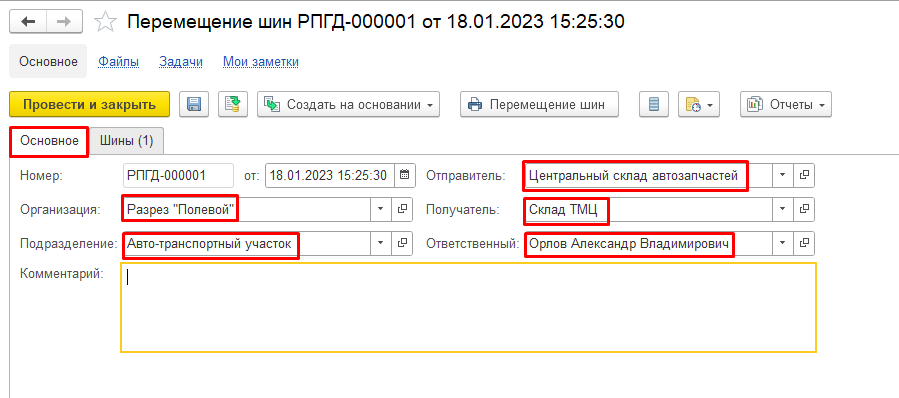 Перемещение шин РПГД-000001 от 18.01.2023 15:25:30
Основное Файлы Задачи Мои заметки
Провести и закрыть Создать на основании Перемещение шин Отчеты
Основное Шины (1)
Номер: РПГД-000001 от: 18.01.2023 15:25:30 Отправитель: Центральный склад автозапчастей
Организация: Разрез "Полевой" Получатель: Склад ТМЦ
Подразделение: Авто-транспортный участок Ответственный: Орлов Александр Владимирович
Комментарий: